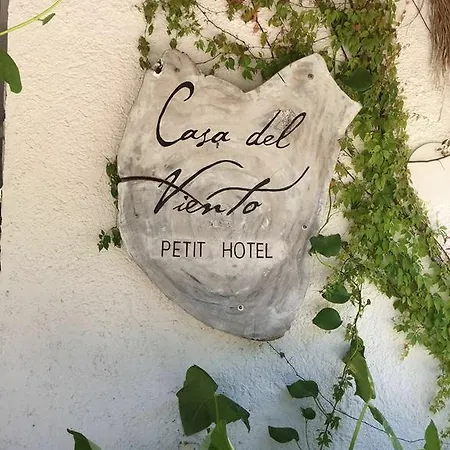 Casa del
Viento
PETIT HOTEL